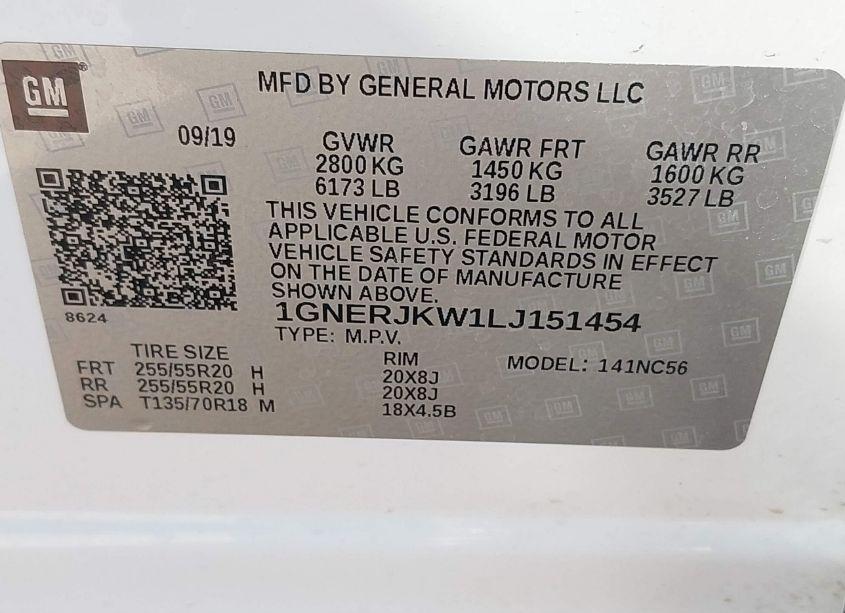 GM
MFD BY GENERAL MOTORS LLC
09/19
GVWR GAWR FRT GAWR RR
2800 KG 1450 KG 1600 KG
6173 LB 3196 LB 3527 LB
THIS VEHICLE CONFORMS TO ALL
APPLICABLE U.S. FEDERAL MOTOR
VEHICLE SAFETY STANDARDS IN EFFECT
ON THE DATE OF MANUFACTURE
SHOWN ABOVE.
8624
1GNERJKW1LJ151454
TYPE: M.P.V.
TIRE SIZE RIM MODEL: 141NC56
FRT 255/55R20 H 20X8J
RR 255/55R20 H 20X8J
SPA T135/70R18 M 18X4.5B